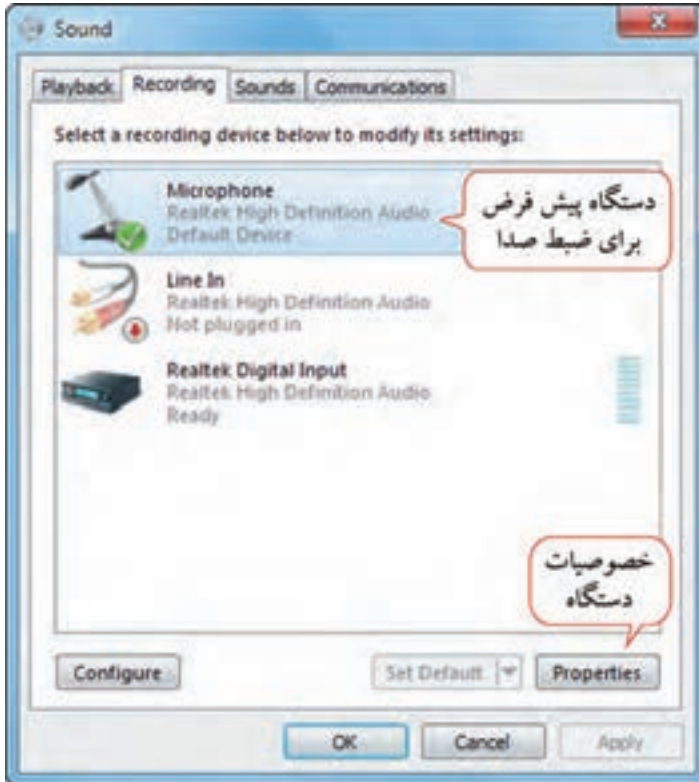 Sound
Playback Recording Sounds Communications
Select a recording device below to modify its settings:
Microphone
Realtek High Definition Audio
Default Device
دستگاه پیش فرض
برای ضبط صدا
Line In
Realtek High Definition Audio
Not plugged in
Realtek Digital Input
Realtek High Definition Audio
Ready
خصوصیات
دستگاه
Configure Set Default Properties
OK Cancel Apply